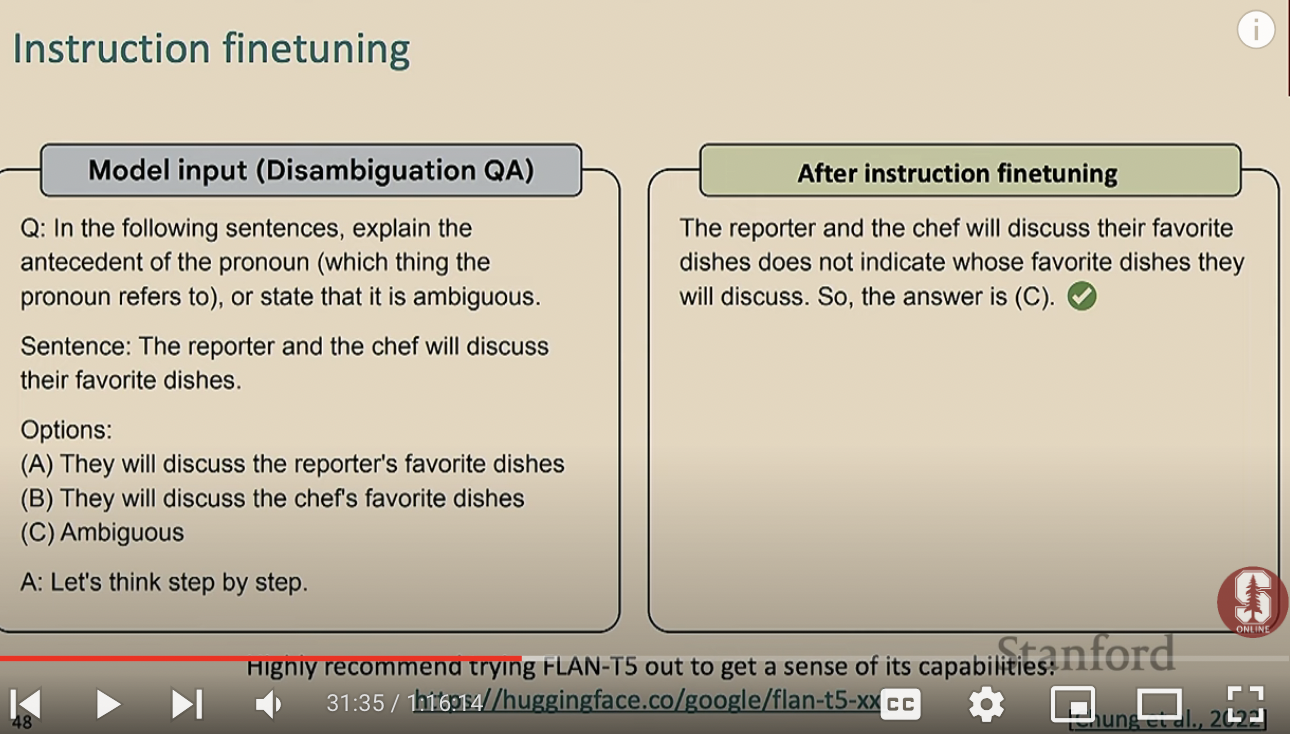 Instruction finetuning
Model input (Disambiguation QA)
Q: In the following sentences, explain the
antecedent of the pronoun (which thing the
pronoun refers to), or state that it is ambiguous.
Sentence: The reporter and the chef will discuss
their favorite dishes.
Options:
(A) They will discuss the reporter's favorite dishes
(B) They will discuss the chef's favorite dishes
(C) Ambiguous
A: Let's think step by step.
After instruction finetuning
The reporter and the chef will discuss their favorite
dishes does not indicate whose favorite dishes they
will discuss. So, the answer is (C).
S
ONLINE
Stanford
Highly recommend trying FLAN-T5 out to get a sense of its capabilities:
31:35 / 1:16:14
//huggingface.co/google/flan-t5-xx
CC
48
[Chung et al., 2022]